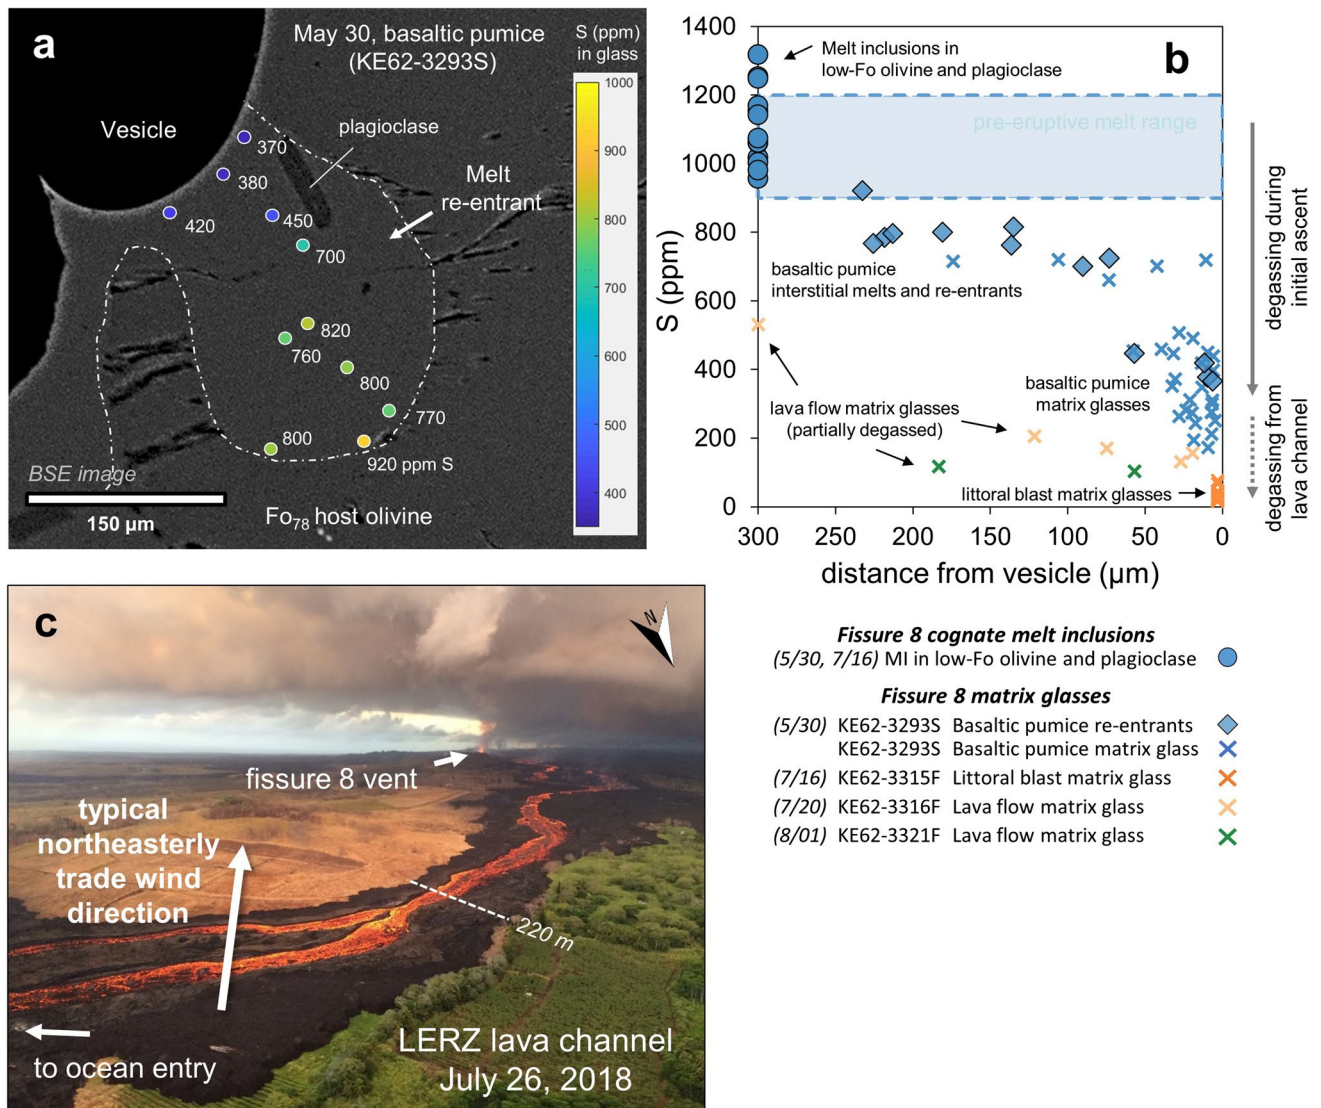 a
May 30, basaltic pumice
(KE62-3293S)
S (ppm)
in glass
Vesicle
plagioclase
Melt
re-entrant
370
380
420
450
700
820
760
800
770
800
920 ppm S
BSE image
150 µm
Fo78 host olivine
1000
900
800
700
600
500
400
b
Melt inclusions in
low-Fo olivine and plagioclase
pre-eruptive melt range
basaltic pumice
interstitial melts and re-entrants
basaltic pumice
matrix glasses
lava flow matrix glasses
(partially degassed)
littoral blast matrix glasses
S (ppm)
1400
1200
1000
800
600
400
200
0
300
250
200
150
100
50
0
distance from vesicle (µm)
degassing during
initial ascent
degassing from
lava channel
Fissure 8 cognate melt inclusions
(5/30, 7/16) MI in low-Fo olivine and plagioclase
Fissure 8 matrix glasses
(5/30) KE62-3293S Basaltic pumice re-entrants
KE62-3293S Basaltic pumice matrix glass
(7/16) KE62-3315F Littoral blast matrix glass
(7/20) KE62-3316F Lava flow matrix glass
(8/01) KE62-3321F Lava flow matrix glass
c
N
fissure 8 vent
typical
northeasterly
trade wind
direction
220 m
to ocean entry
LERZ lava channel
July 26, 2018